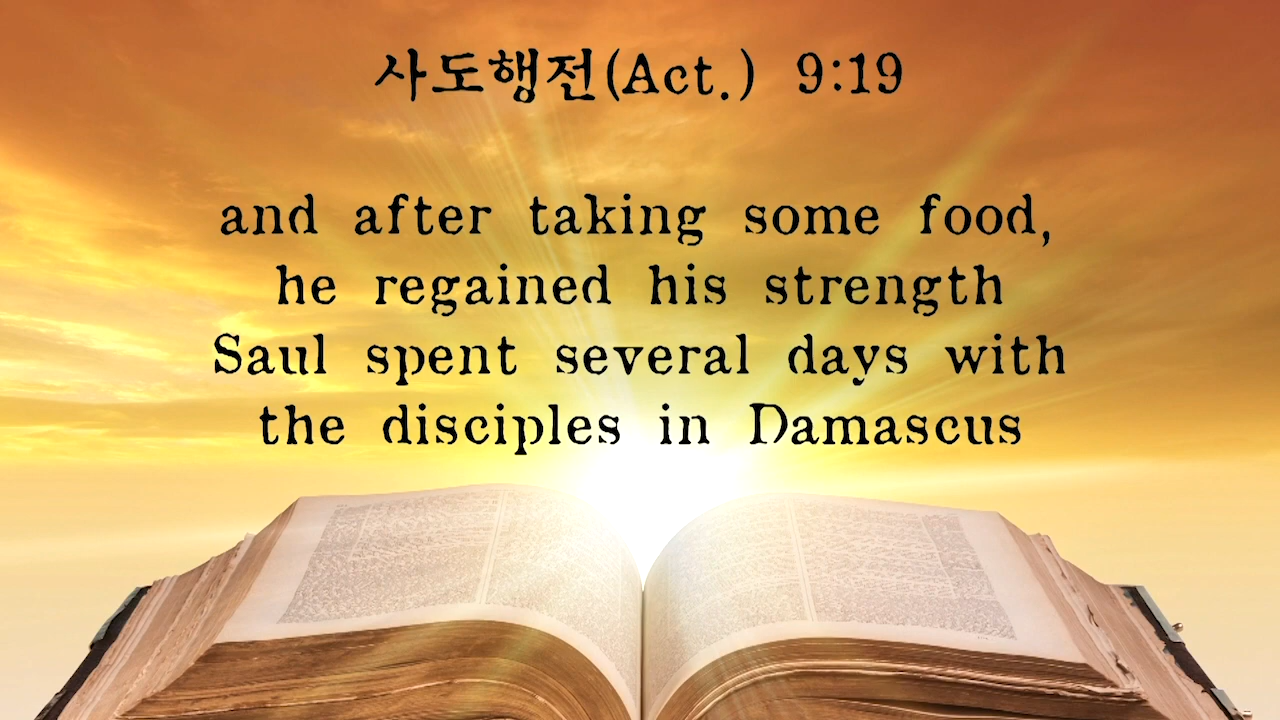 사도행전(Act.) 9:19
and after taking some food,
he regained his strength
Saul spent several days with
the disciples in Damascus